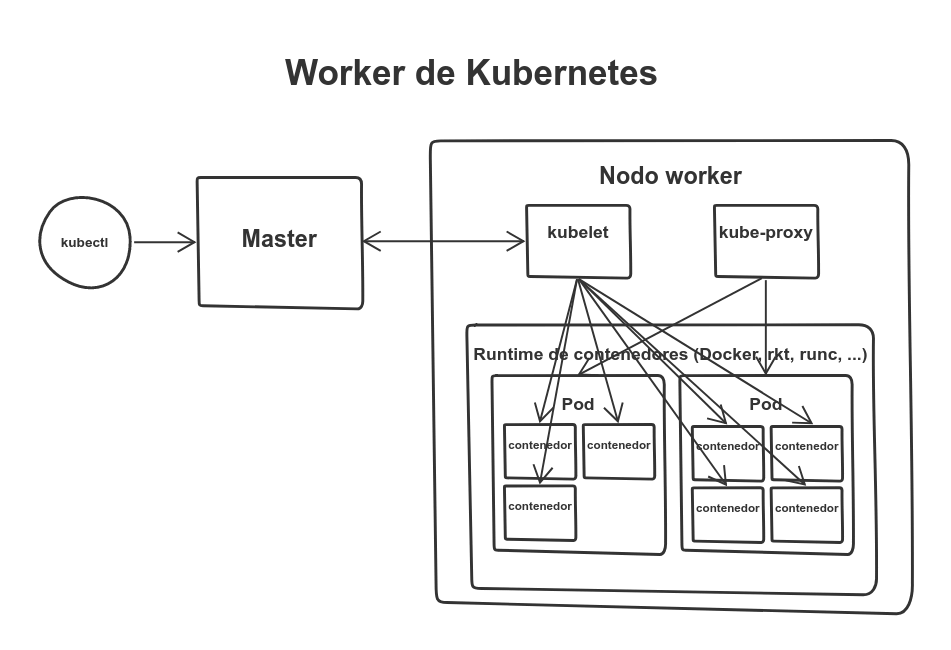 Worker de Kubernetes
Nodo worker
kubectl
Master
kubelet
kube-proxy
Runtime de contenedores (Docker, rkt, runc, ...)
Pod
contenedor
contenedor
contenedor
Pod
contenedor
contenedor
contenedor
contenedor